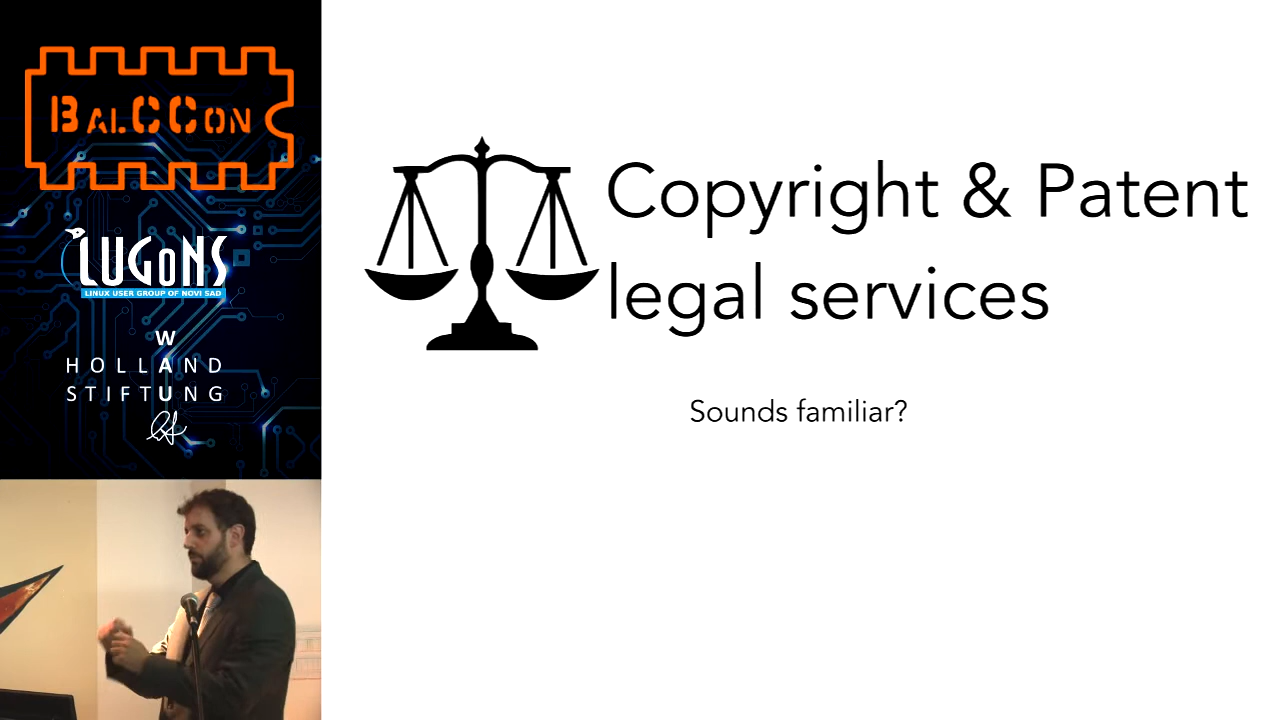 BALCCON
LUGONS
LINUX USER GROUP OF NOVI SAD
W
HOLLAND
STIFTUNG
Copyright & Patent
legal services
Sounds familiar?